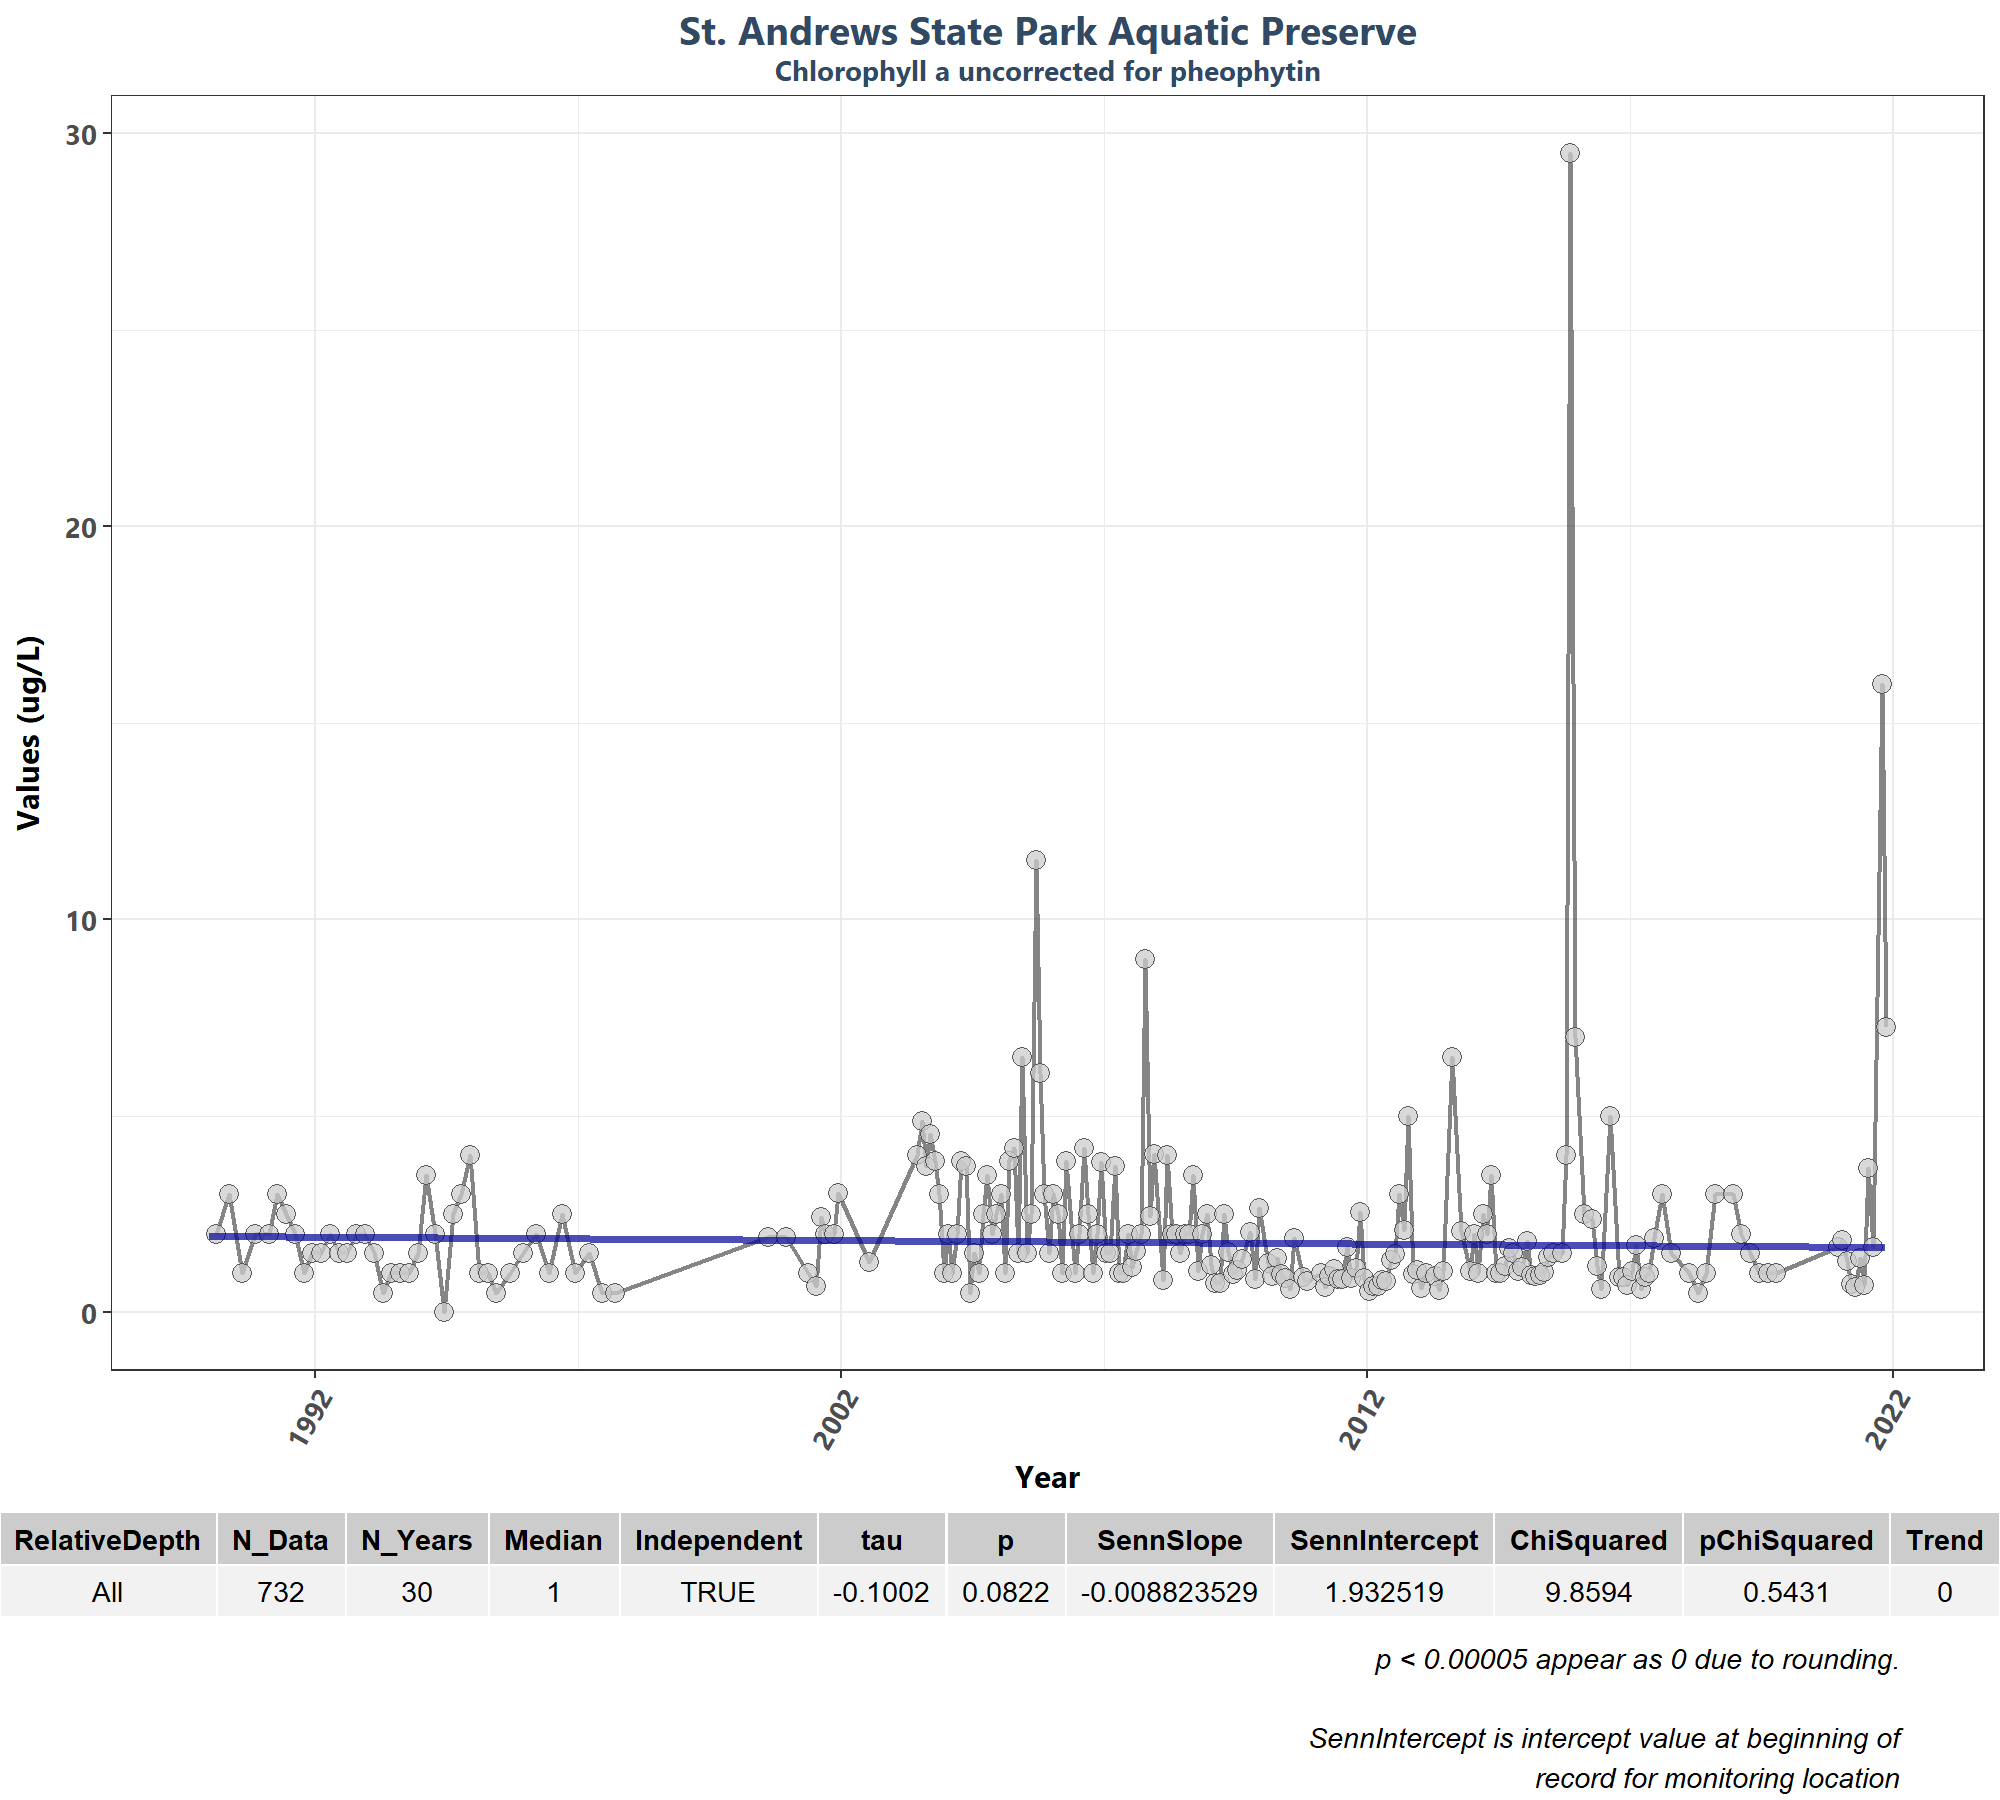 St. Andrews State Park Aquatic Preserve
Chlorophyll a uncorrected for pheophytin
Values (ug/L)
30
20
10
0
1992 2002 2012 2022
Year
RelativeDepth N_Data N_Years Median Independent tau p SennSlope SennIntercept ChiSquared pChiSquared Trend
All 732 30 1 TRUE -0.1002 0.0822 -0.008823529 1.932519 9.8594 0.5431 0
p < 0.00005 appear as 0 due to rounding.
SennIntercept is intercept value at beginning of
record for monitoring location